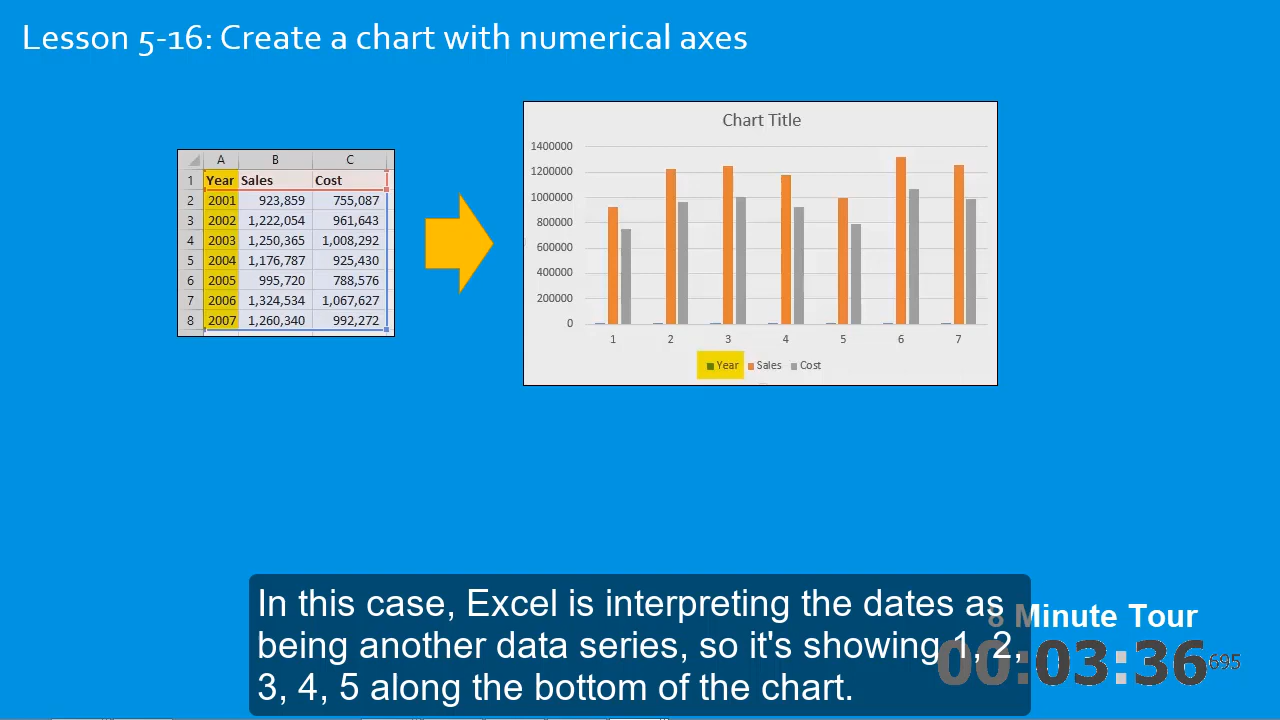 Lesson 5-16: Create a chart with numerical axes
A B C
1 Year Sales Cost
2 2001 923,859 755,087
3 2002 1,222,054 961,643
4 2003 1,250,365 1,008,292
5 2004 1,176,787 925,430
6 2005 995,720 788,576
7 2006 1,324,534 1,067,627
8 2007 1,260,340 992,272
Chart Title
1400000
1200000
1000000
800000
600000
400000
200000
0
1 2 3 4 5 6 7
Year Sales Cost
In this case, Excel is interpreting the dates as
being another data series, so it's showing 1, 2,
3, 4, 5 along the bottom of the chart.
8 Minute Tour
00:03:36.695